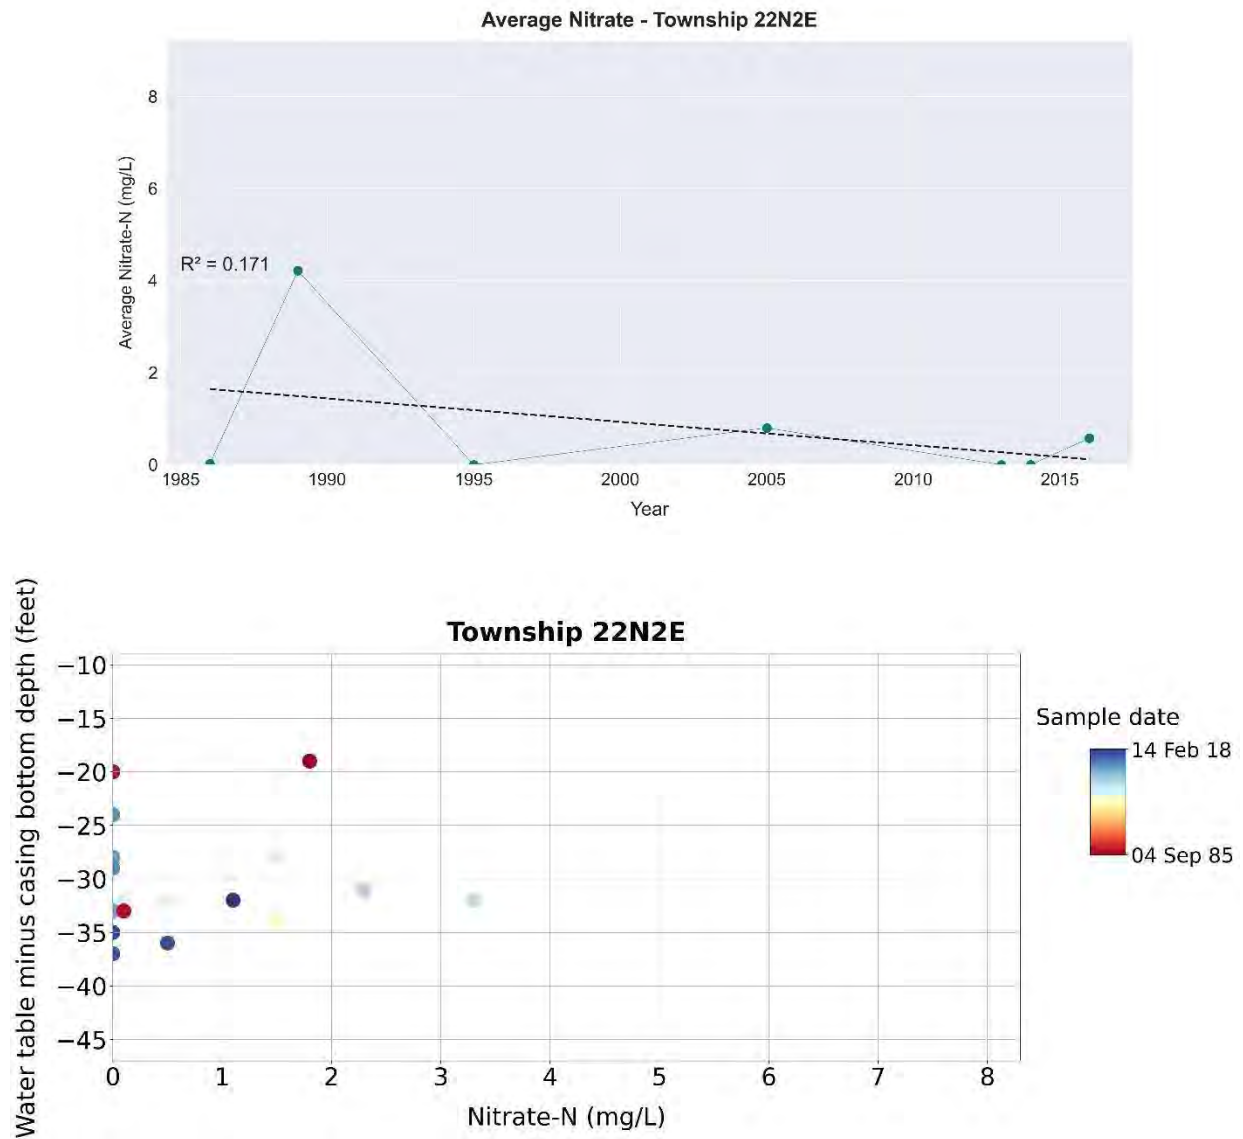 Average Nitrate - Township 22N2E
Average Nitrate-N (mg/L)
8
6
4
2
0
R² = 0.171
1985 1990 1995 2000 2005 2010 2015
Year
Township 22N2E
Water table minus casing bottom depth (feet)
−10
−15
−20
−25
−30
−35
−40
−45
0 1 2 3 4 5 6 7 8
Nitrate-N (mg/L)
Sample date
14 Feb 18
04 Sep 85